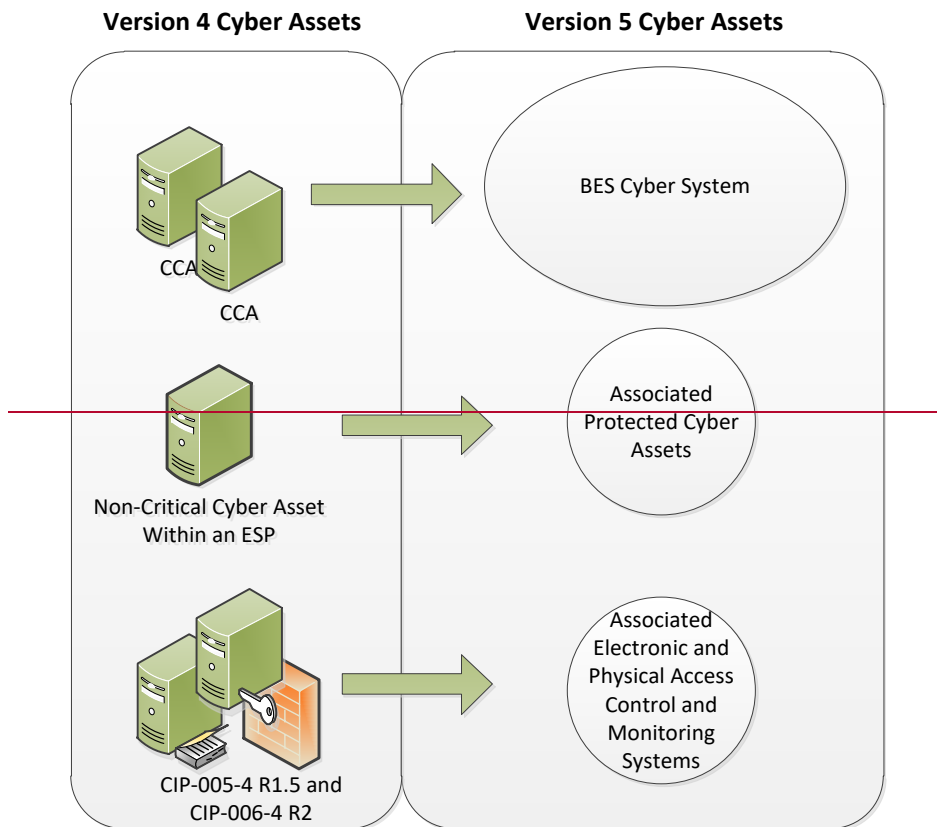 Version 4 Cyber Assets
Version 5 Cyber Assets
CCA
CCA
BES Cyber System
Non-Critical Cyber Asset
Within an ESP
Associated
Protected Cyber
Assets
CIP-005-4 R1.5 and
CIP-006-4 R2
Associated
Electronic and
Physical Access
Control and
Monitoring
Systems